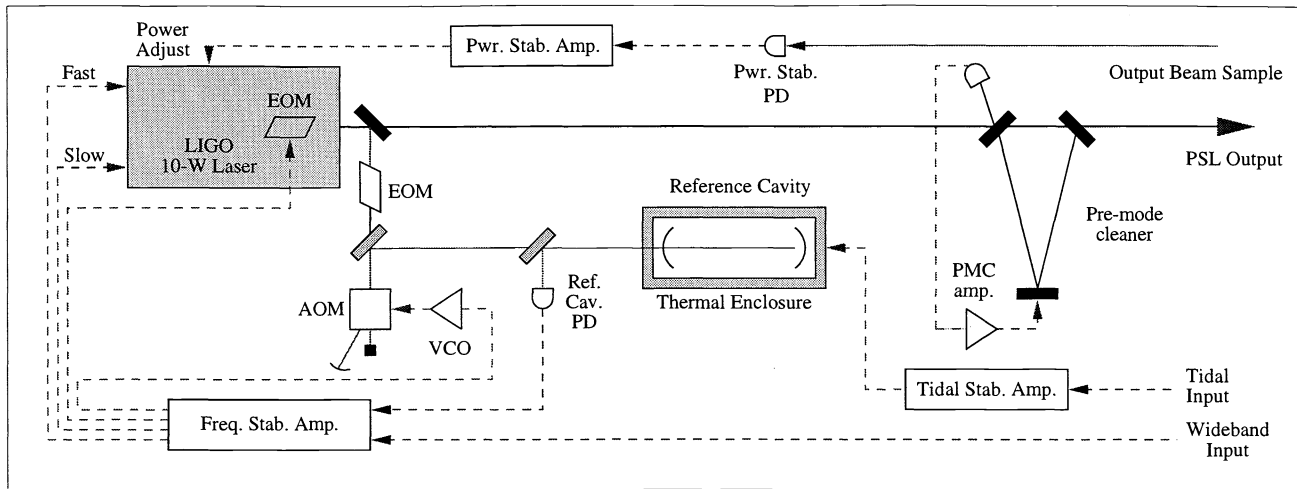 Power
Adjust
Pwr. Stab. Amp.
Pwr. Stab.
PD
Output Beam Sample
Fast
EOM
LIGO
10-W Laser
Slow
PSL Output
EOM
Reference Cavity
Thermal Enclosure
Pre-mode
cleaner
PMC
amp.
Ref.
Cav.
PD
AOM
VCO
Tidal Stab. Amp.
Tidal
Input
Freq. Stab. Amp.
Wideband
Input